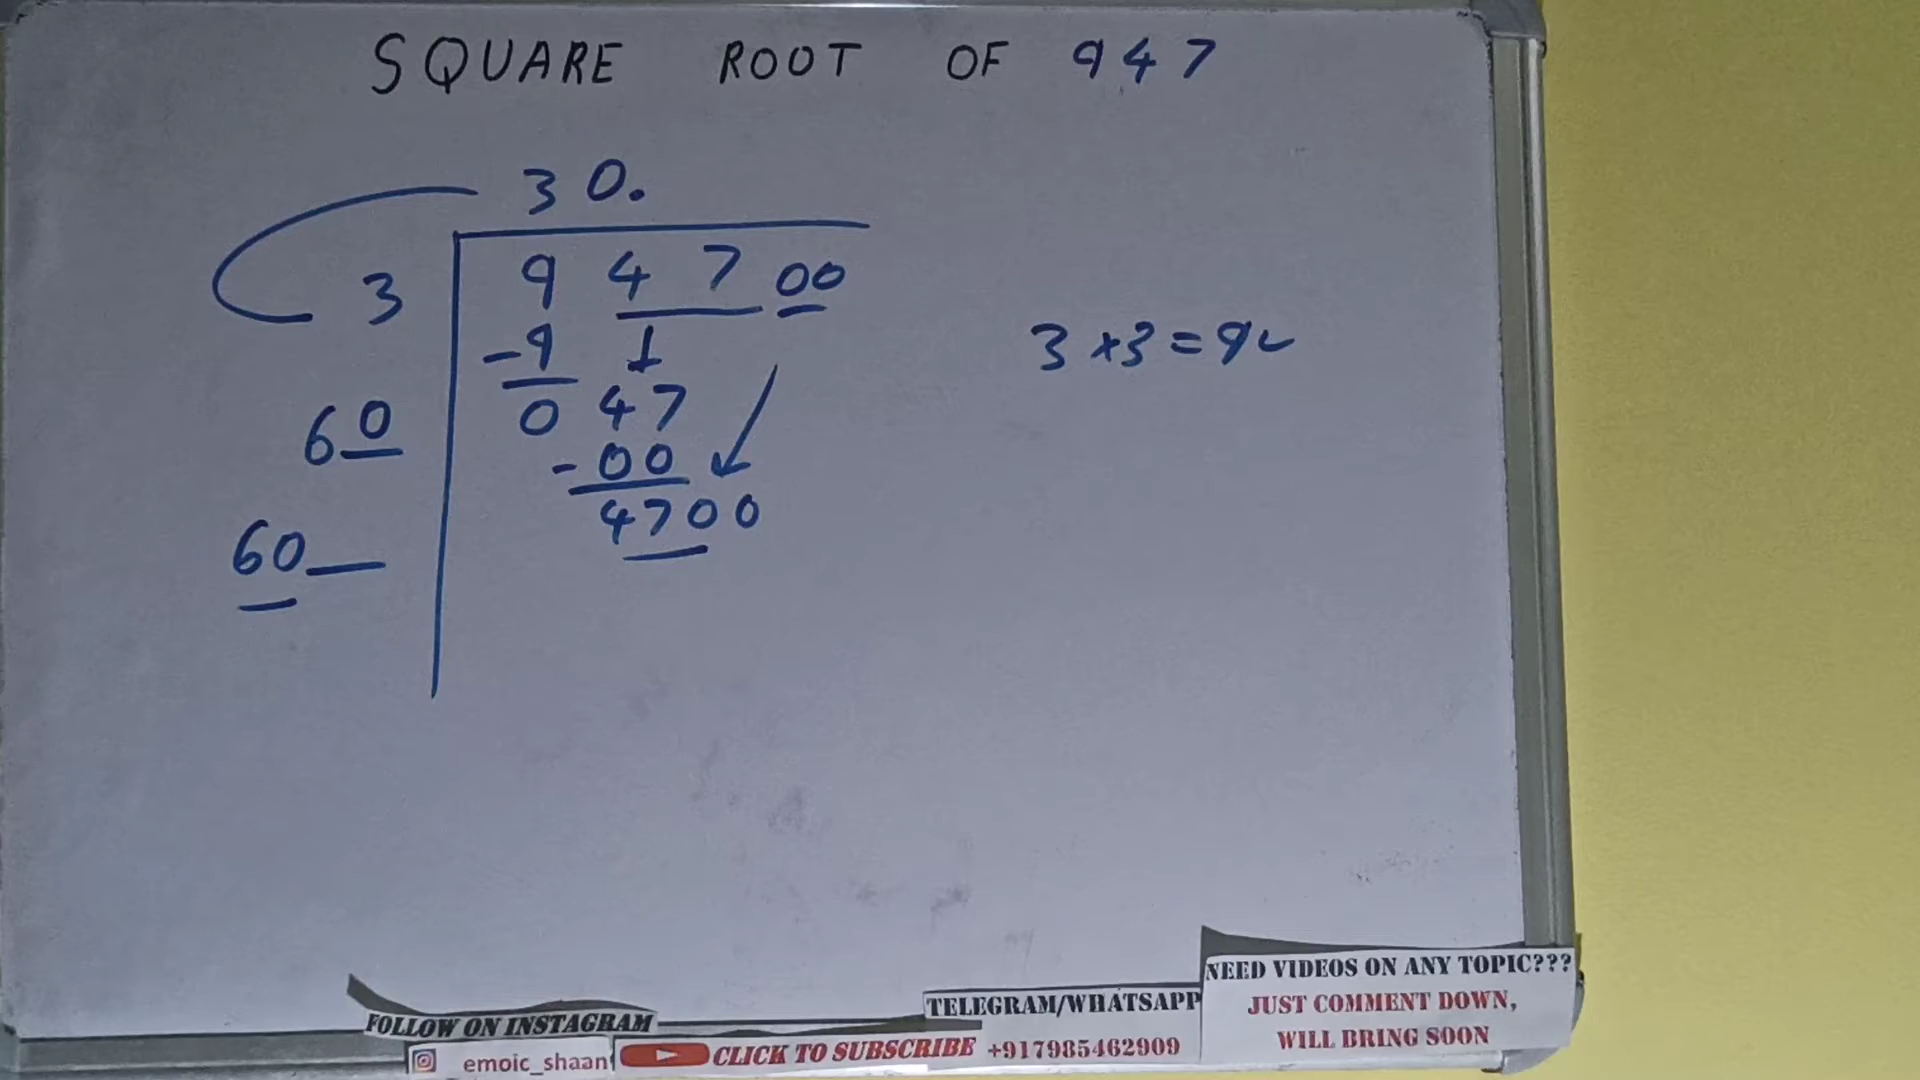 SQUARE ROOT OF 947
30.
3 9 4 7 00
3 × 3 = 9
-9
0 47
60
-00
4700
60_
NEED VIDEOS ON ANY TOPIC???
JUST COMMENT DOWN,
WILL BRING SOON
TELEGRAM/WHATSAPP
+917985462909
FOLLOW ON INSTAGRAM
emoic_shaan
CLICK TO SUBSCRIBE